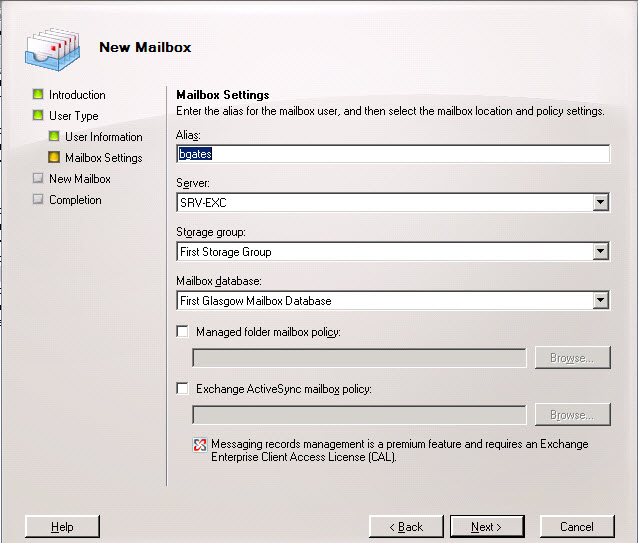 New Mailbox
Introduction
User Type
User Information
Mailbox Settings
New Mailbox
Completion
Mailbox Settings
Enter the alias for the mailbox user, and then select the mailbox location and policy settings.
Alias:
bgates
Server:
SRV-EXC
Storage group:
First Storage Group
Mailbox database:
First Glasgow Mailbox Database
Managed folder mailbox policy:
Browse...
Exchange ActiveSync mailbox policy:
Browse...
Messaging records management is a premium feature and requires an Exchange
Enterprise Client Access License (CAL).
Help
< Back
Next >
Cancel